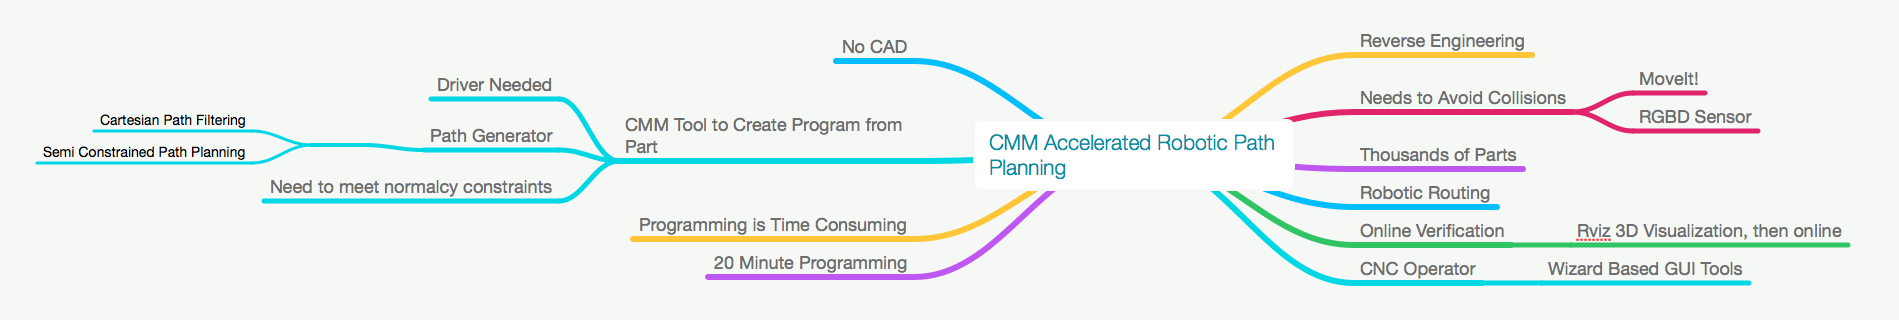 CMM Accelerated Robotic Path
Planning
No CAD
CMM Tool to Create Program from
Part
Driver Needed
Path Generator
Cartesian Path Filtering
Semi Constrained Path Planning
Need to meet normalcy constraints
Programming is Time Consuming
20 Minute Programming
Reverse Engineering
Needs to Avoid Collisions
MoveIt!
RGBD Sensor
Thousands of Parts
Robotic Routing
Online Verification
Rviz 3D Visualization, then online
CNC Operator
Wizard Based GUI Tools